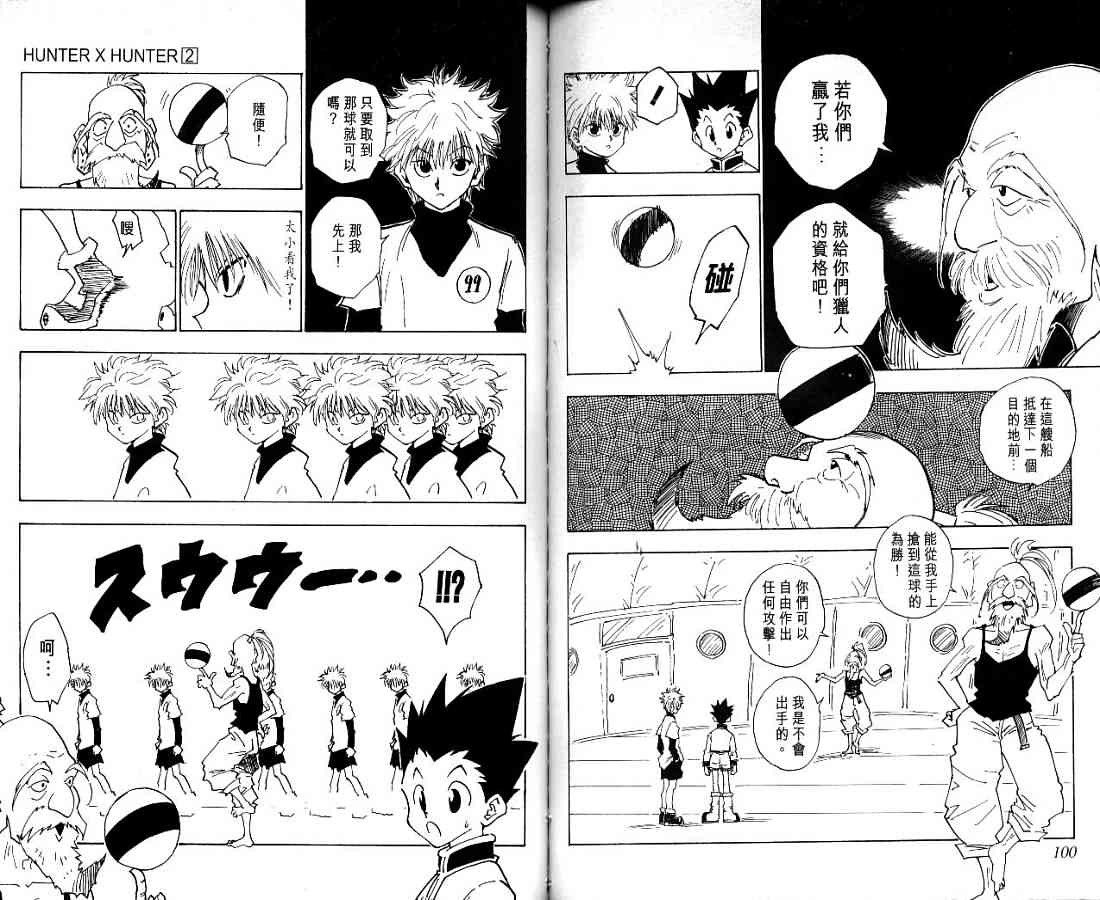 若你們
贏了我…
就給你們獵人
的資格吧！
！
碰
在這艘船
抵達下一個
目的地前…
能從我手上
搶到這球的
為勝！
你們可以
自由作出
任何攻擊！
我是不會
出手的。
100
HUNTER X HUNTER 2
只要取到
那球就可以
嗎？
那我
先上！
99
隨便！
太小看我了！
嗖
スウウー‥
!!?
呵…